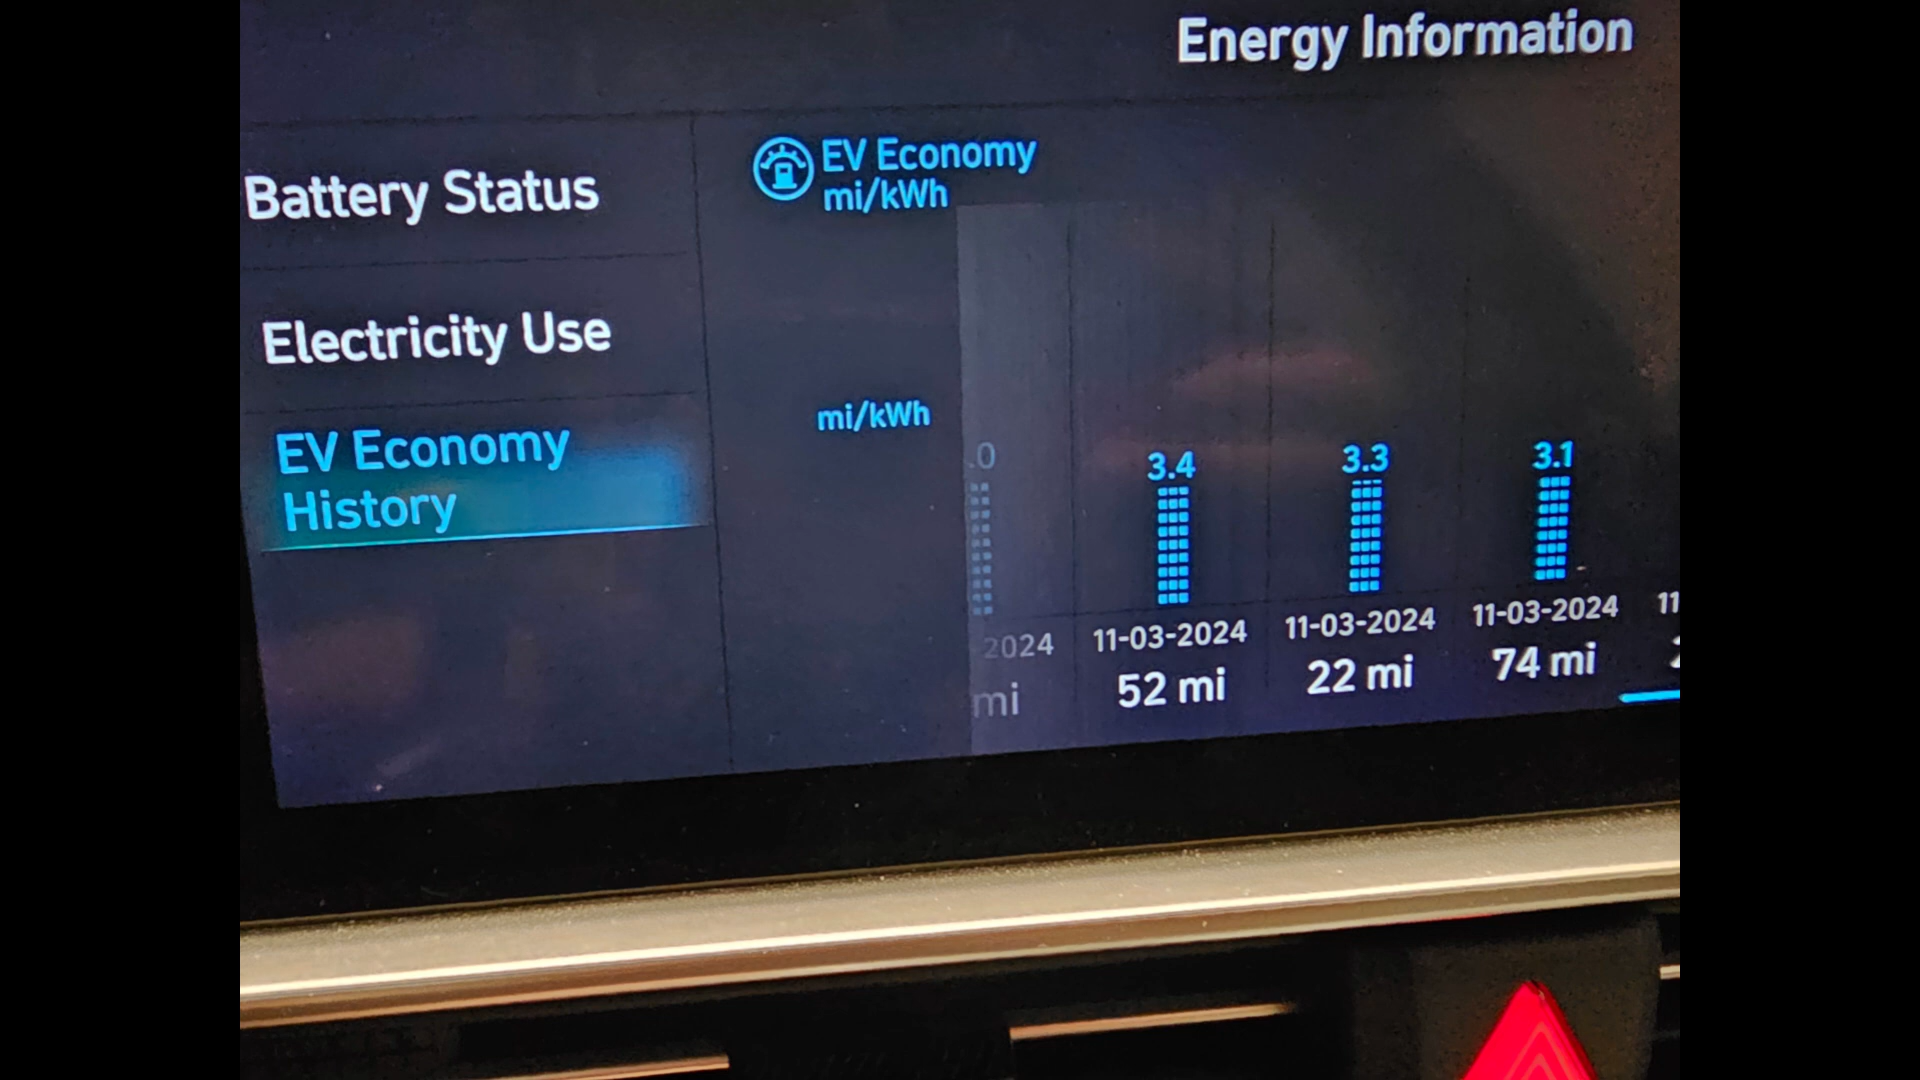 Energy Information
Battery Status
Electricity Use
EV Economy
History
EV Economy
mi/kWh
mi/kWh
.0 3.4 3.3 3.1
2024 11-03-2024 11-03-2024 11-03-2024 11
mi 52 mi 22 mi 74 mi